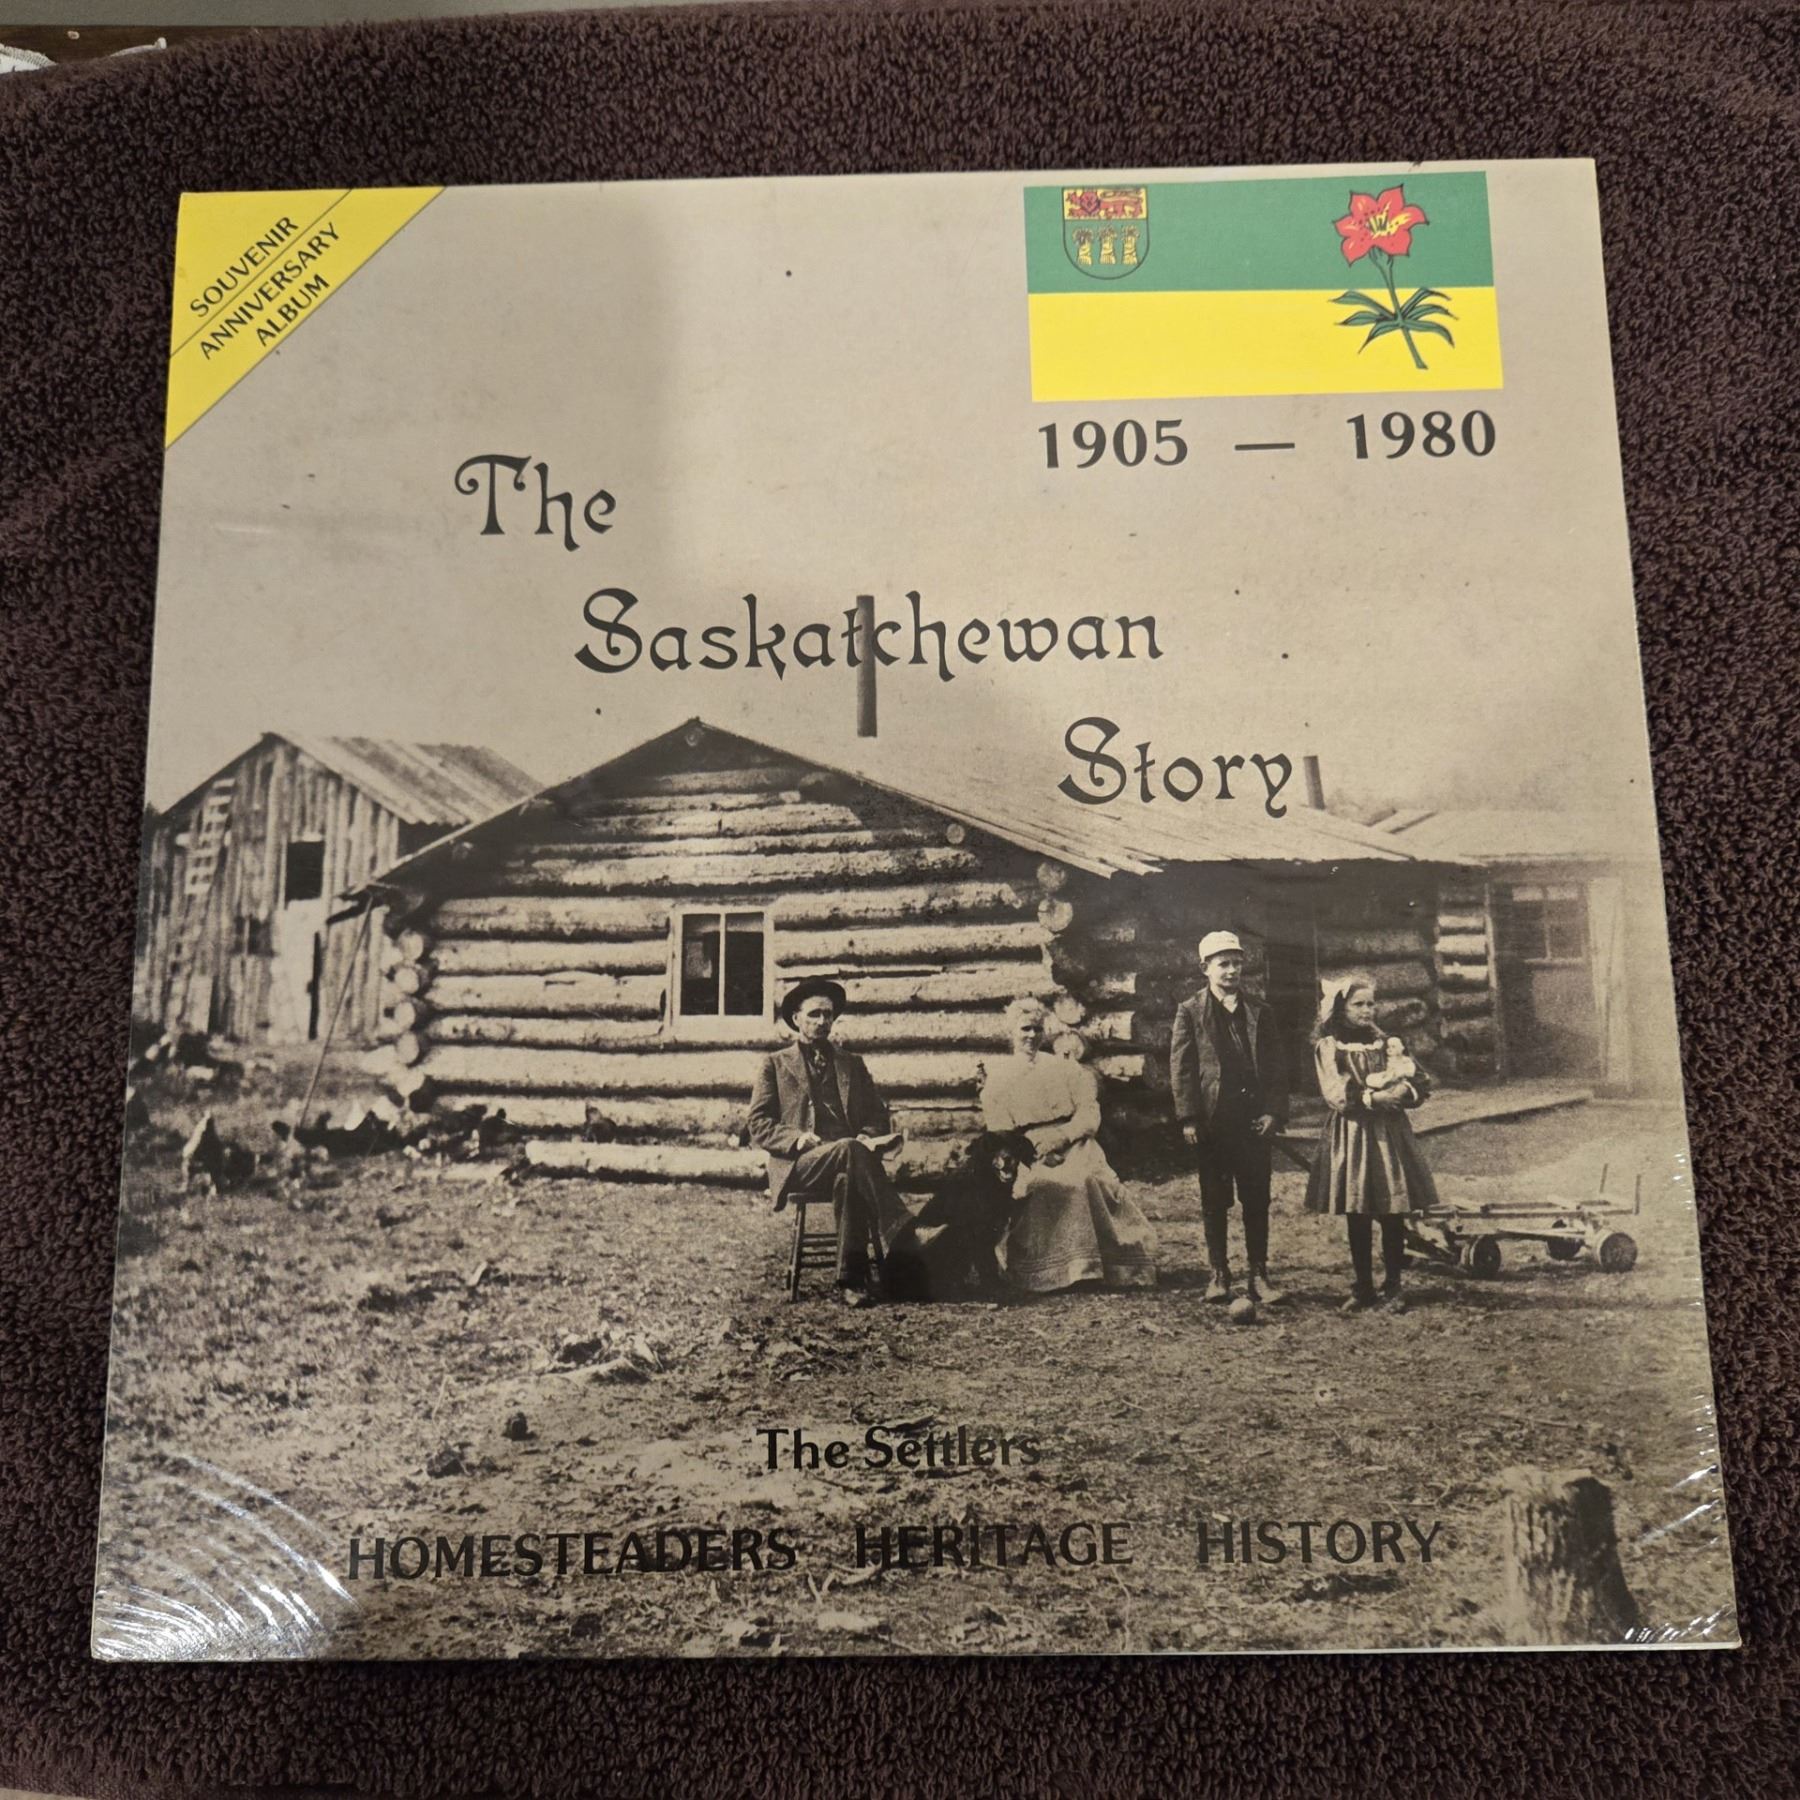 SOUVENIR
ANNIVERSARY
ALBUM
1905 — 1980
The
Saskatchewan
Story
The Settlers
HOMESTEADERS HERITAGE HISTORY